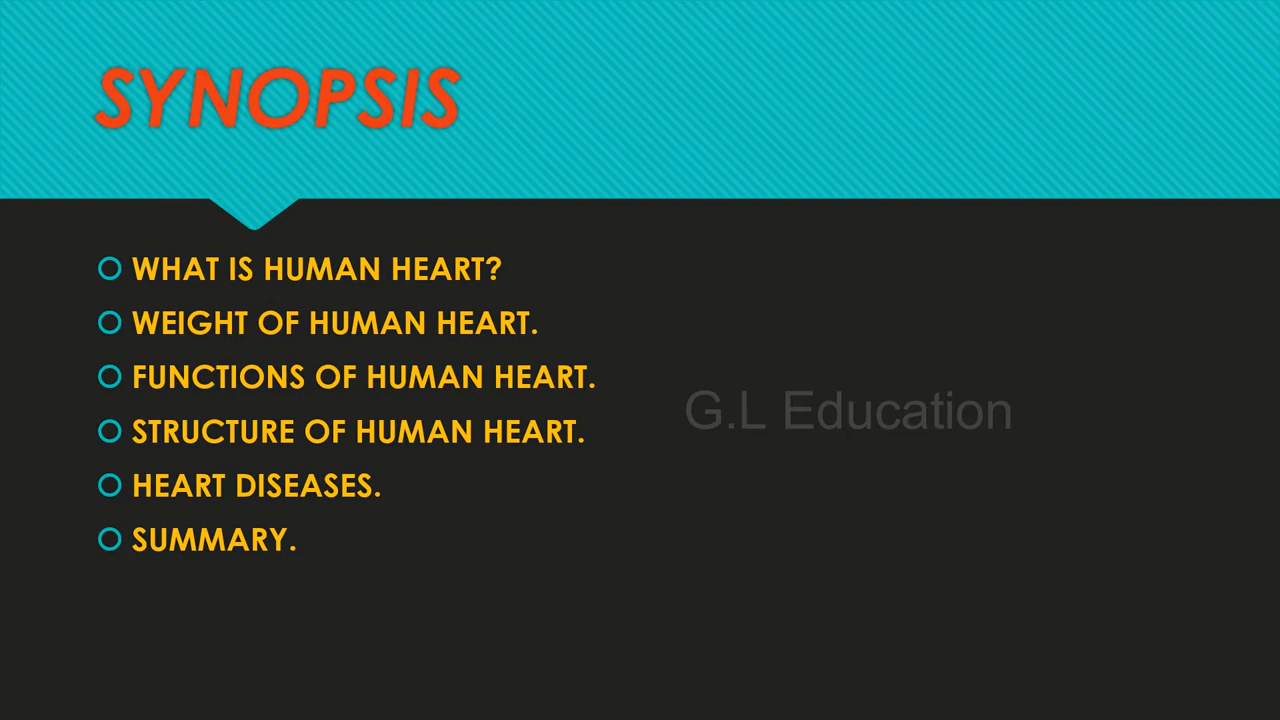 SYNOPSIS
WHAT IS HUMAN HEART?
WEIGHT OF HUMAN HEART.
FUNCTIONS OF HUMAN HEART.
G.L Education
STRUCTURE OF HUMAN HEART.
HEART DISEASES.
SUMMARY.